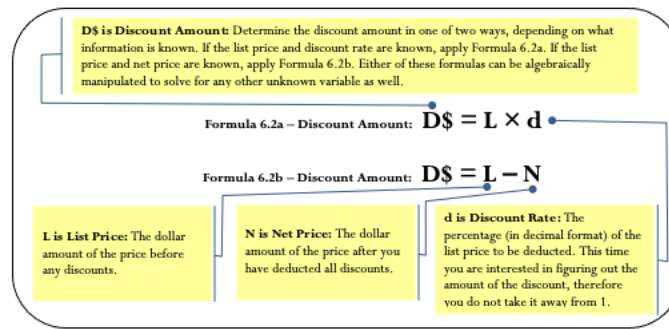 D$ is Discount Amount: Determine the discount amount in one of two ways, depending on what
information is known. If the list price and discount rate are known, apply Formula 6.2a. If the list
price and net price are known, apply Formula 6.2b. Either of these formulas can be algebraically
manipulated to solve for any other unknown variable as well.
Formula 6.2a – Discount Amount: D$ = L × d
Formula 6.2b – Discount Amount: D$ = L – N
L is List Price: The dollar
amount of the price before
any discounts.
N is Net Price: The dollar
amount of the price after you
have deducted all discounts.
d is Discount Rate: The
percentage (in decimal format) of the
list price to be deducted. This time
you are interested in figuring out the
amount of the discount, therefore
you do not take it away from 1.